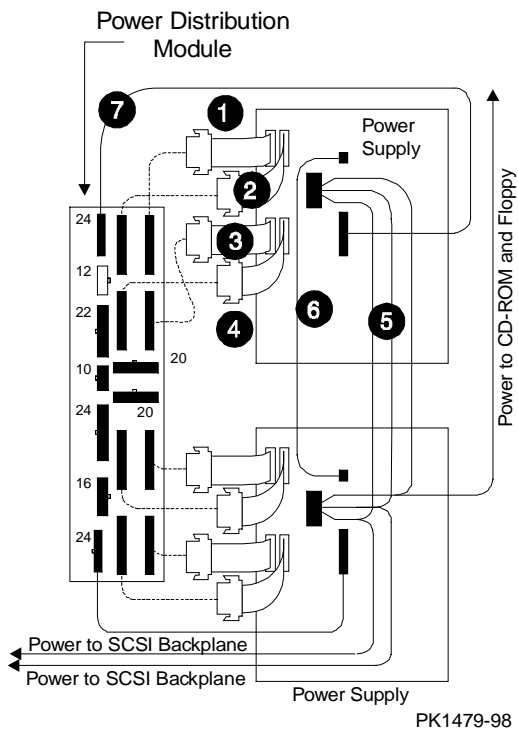 Power Distribution
Module
7
1
Power
Supply
2
24
3
12
6
5
4
22
20
10
24
20
16
24
Power to CD-ROM and Floppy
Power to SCSI Backplane
Power to SCSI Backplane
Power Supply
PK1479-98